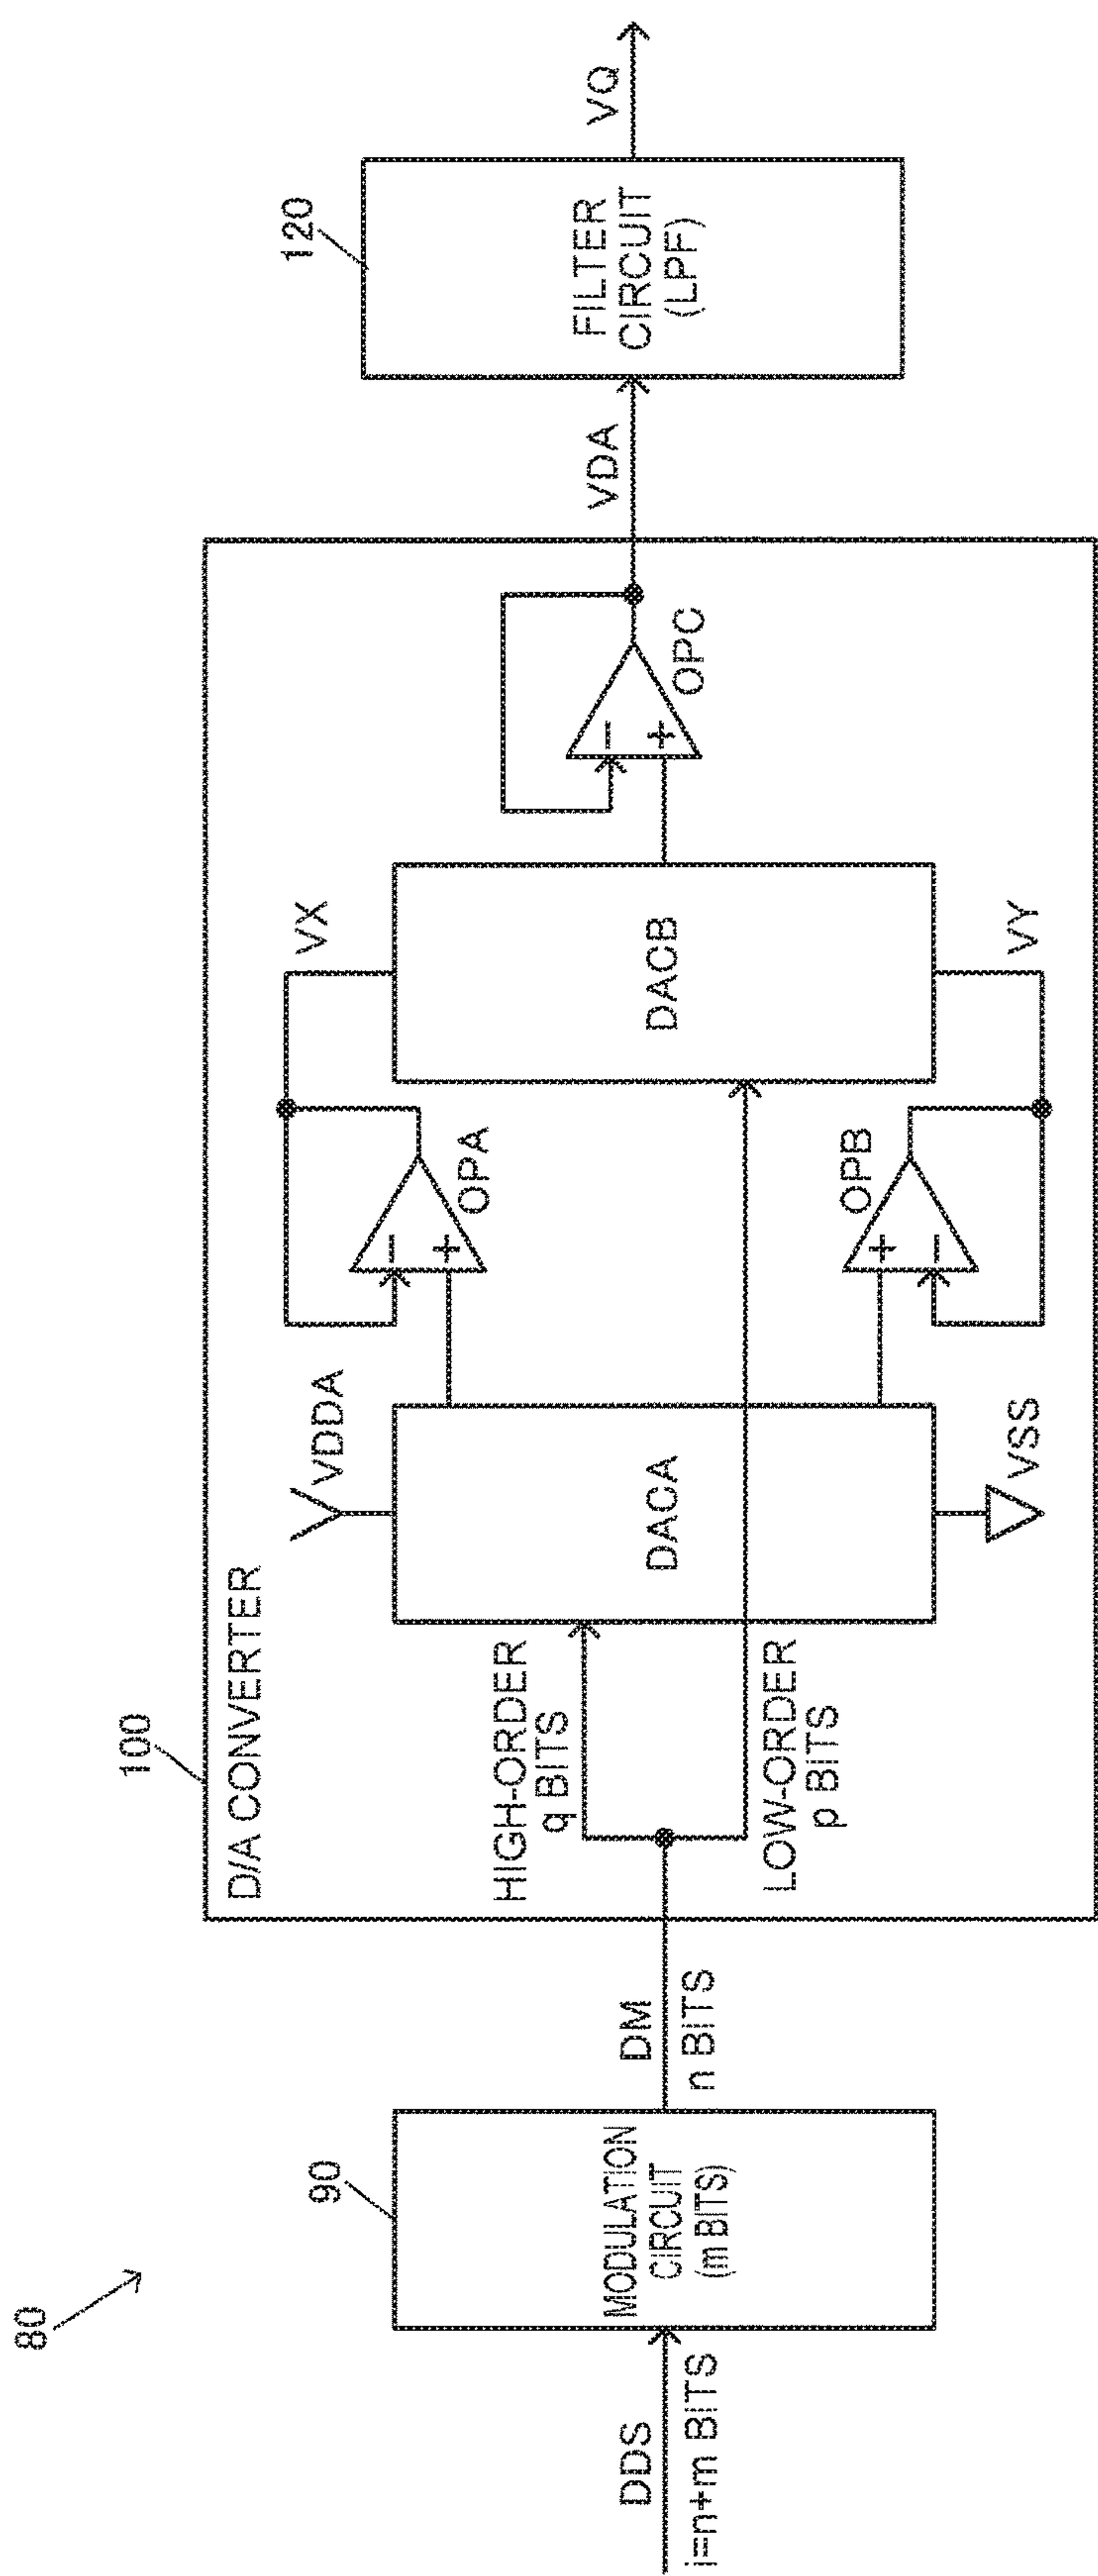 80
DDS
i=n+m BITS
90
MODULATION
CIRCUIT
(m BITS)
DM
n BITS
100
D/A CONVERTER
HIGH-ORDER
q BITS
LOW-ORDER
p BITS
VDDA
DACA
VSS
-
+
OPA
OPB
+
-
VX
DACB
VY
-
+
OPC
VDA
120
FILTER
CIRCUIT
(LPF)
VQ